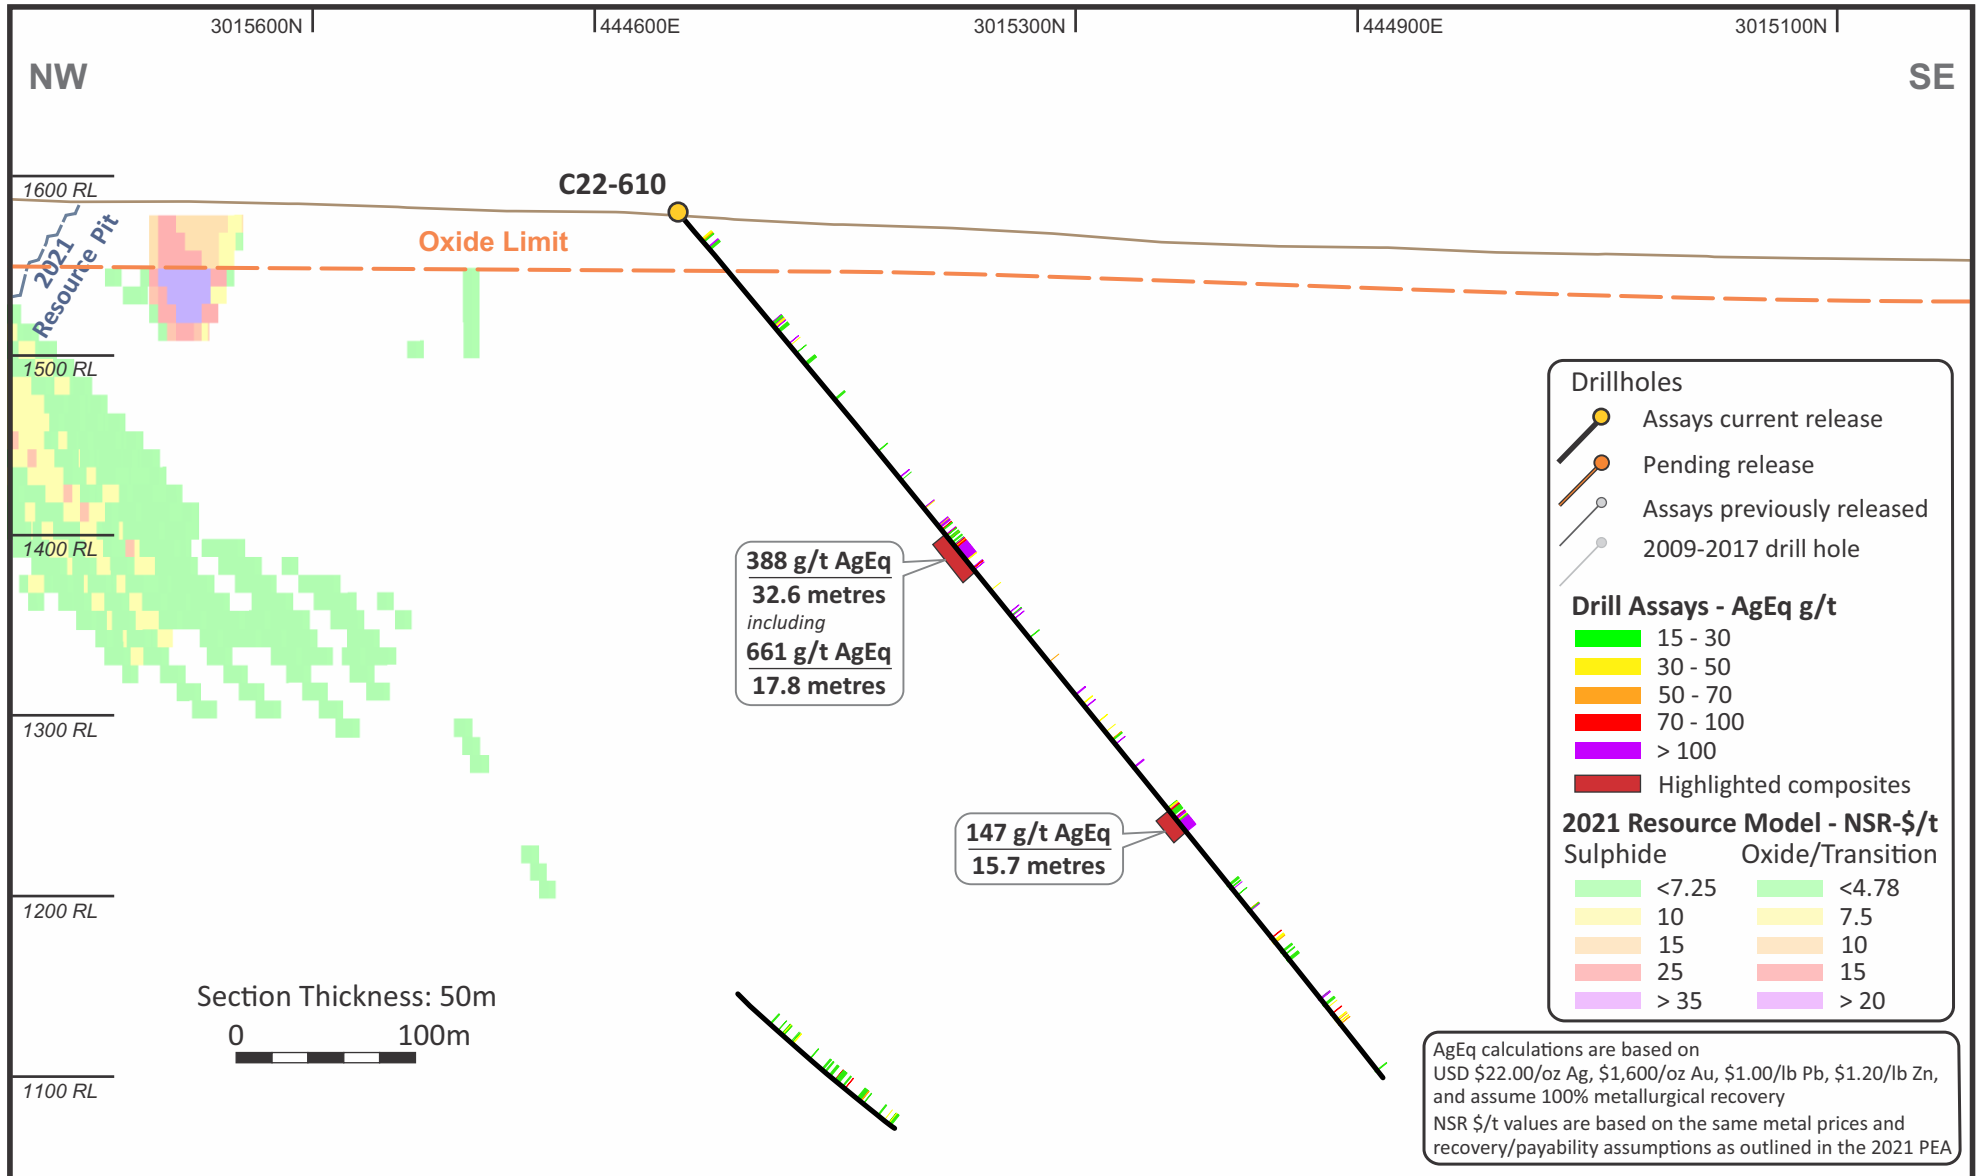 3015600N
444600E
3015300N
444900E
3015100N
NW
SE
1600 RL
C22-610
2021
Resource Pit
Oxide Limit
1500 RL
1400 RL
388 g/t AgEq
32.6 metres
including
661 g/t AgEq
17.8 metres
1300 RL
147 g/t AgEq
15.7 metres
1200 RL
Section Thickness: 50m
0 100m
1100 RL
Drillholes
Assays current release
Pending release
Assays previously released
2009-2017 drill hole
Drill Assays - AgEq g/t
15 - 30
30 - 50
50 - 70
70 - 100
> 100
Highlighted composites
2021 Resource Model - NSR-$/t
Sulphide Oxide/Transition
<7.25 <4.78
10 7.5
15 10
25 15
> 35 > 20
AgEq calculations are based on
USD $22.00/oz Ag, $1,600/oz Au, $1.00/lb Pb, $1.20/lb Zn,
and assume 100% metallurgical recovery
NSR $/t values are based on the same metal prices and
recovery/payability assumptions as outlined in the 2021 PEA